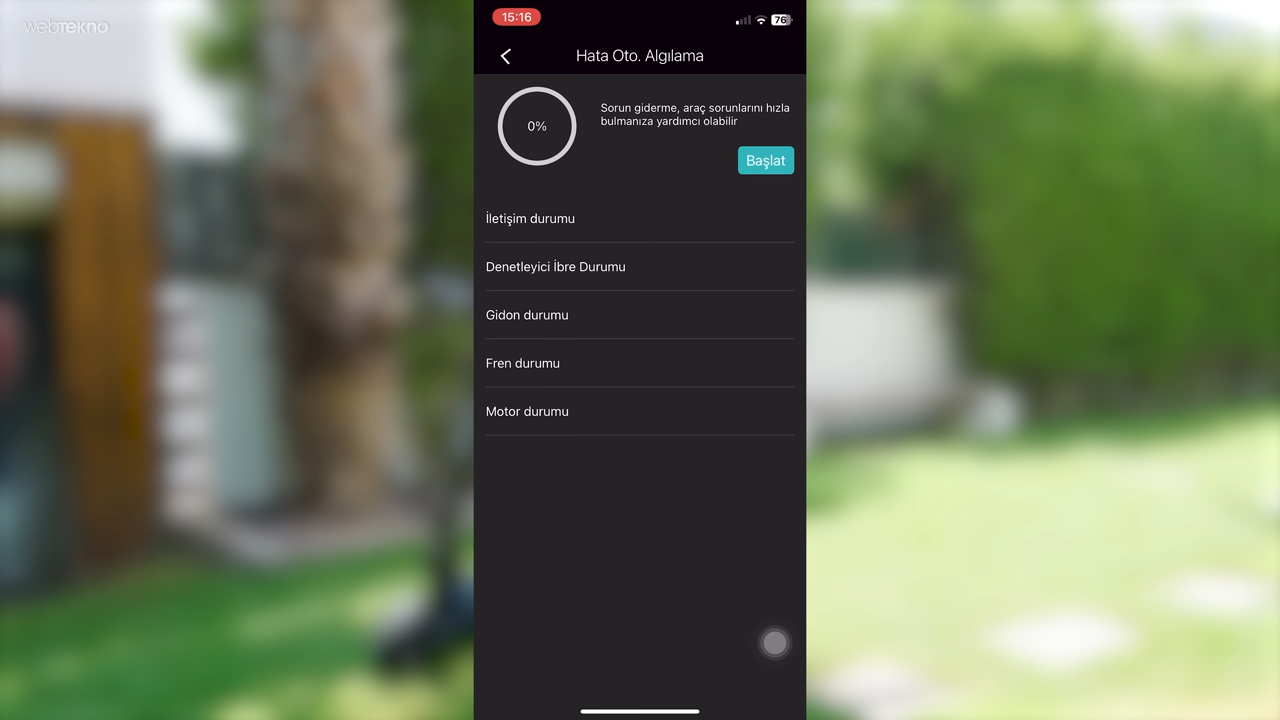 webtekno
15:16
76
Hata Oto. Algılama
0%
Sorun giderme, araç sorunlarını hızla
bulmanıza yardımcı olabilir
Başlat
İletişim durumu
Denetleyici İbre Durumu
Gidon durumu
Fren durumu
Motor durumu